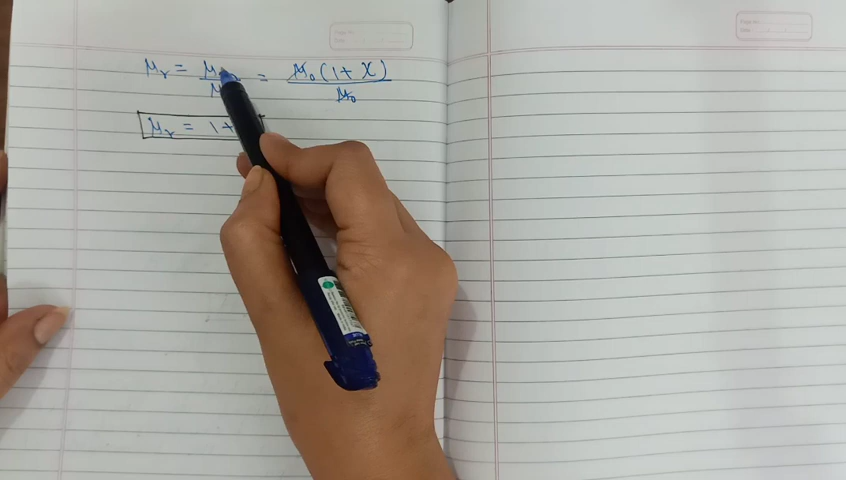 μᵣ = μ/μ = μ₀(1+χ)/μ₀
μᵣ = 1+